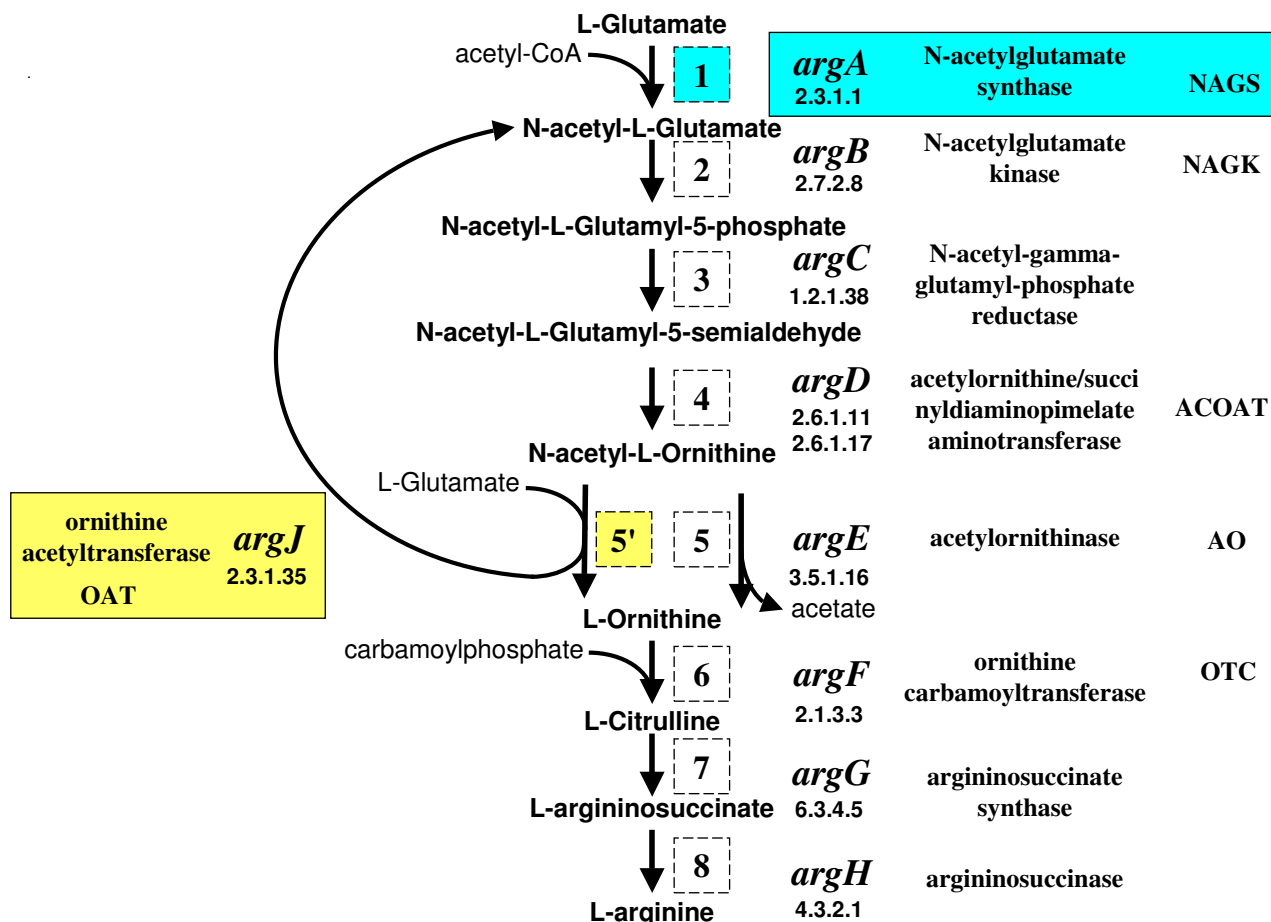 L-Glutamate
acetyl-CoA
1
argA
2.3.1.1
N-acetylglutamate
synthase
NAGS
N-acetyl-L-Glutamate
2
argB
2.7.2.8
N-acetylglutamate
kinase
NAGK
N-acetyl-L-Glutamyl-5-phosphate
3
argC
1.2.1.38
N-acetyl-gamma-
glutamyl-phosphate
reductase
N-acetyl-L-Glutamyl-5-semialdehyde
4
argD
2.6.1.11
2.6.1.17
acetylornithine/succi
nyldiaminopimelate
aminotransferase
ACOAT
N-acetyl-L-Ornithine
L-Glutamate
ornithine
acetyltransferase
OAT
argJ
2.3.1.35
5'
5
argE
3.5.1.16
acetylornithinase
AO
acetate
L-Ornithine
carbamoylphosphate
6
argF
2.1.3.3
ornithine
carbamoyltransferase
OTC
L-Citrulline
7
argG
6.3.4.5
argininosuccinate
synthase
L-argininosuccinate
8
argH
4.3.2.1
argininosuccinase
L-arginine